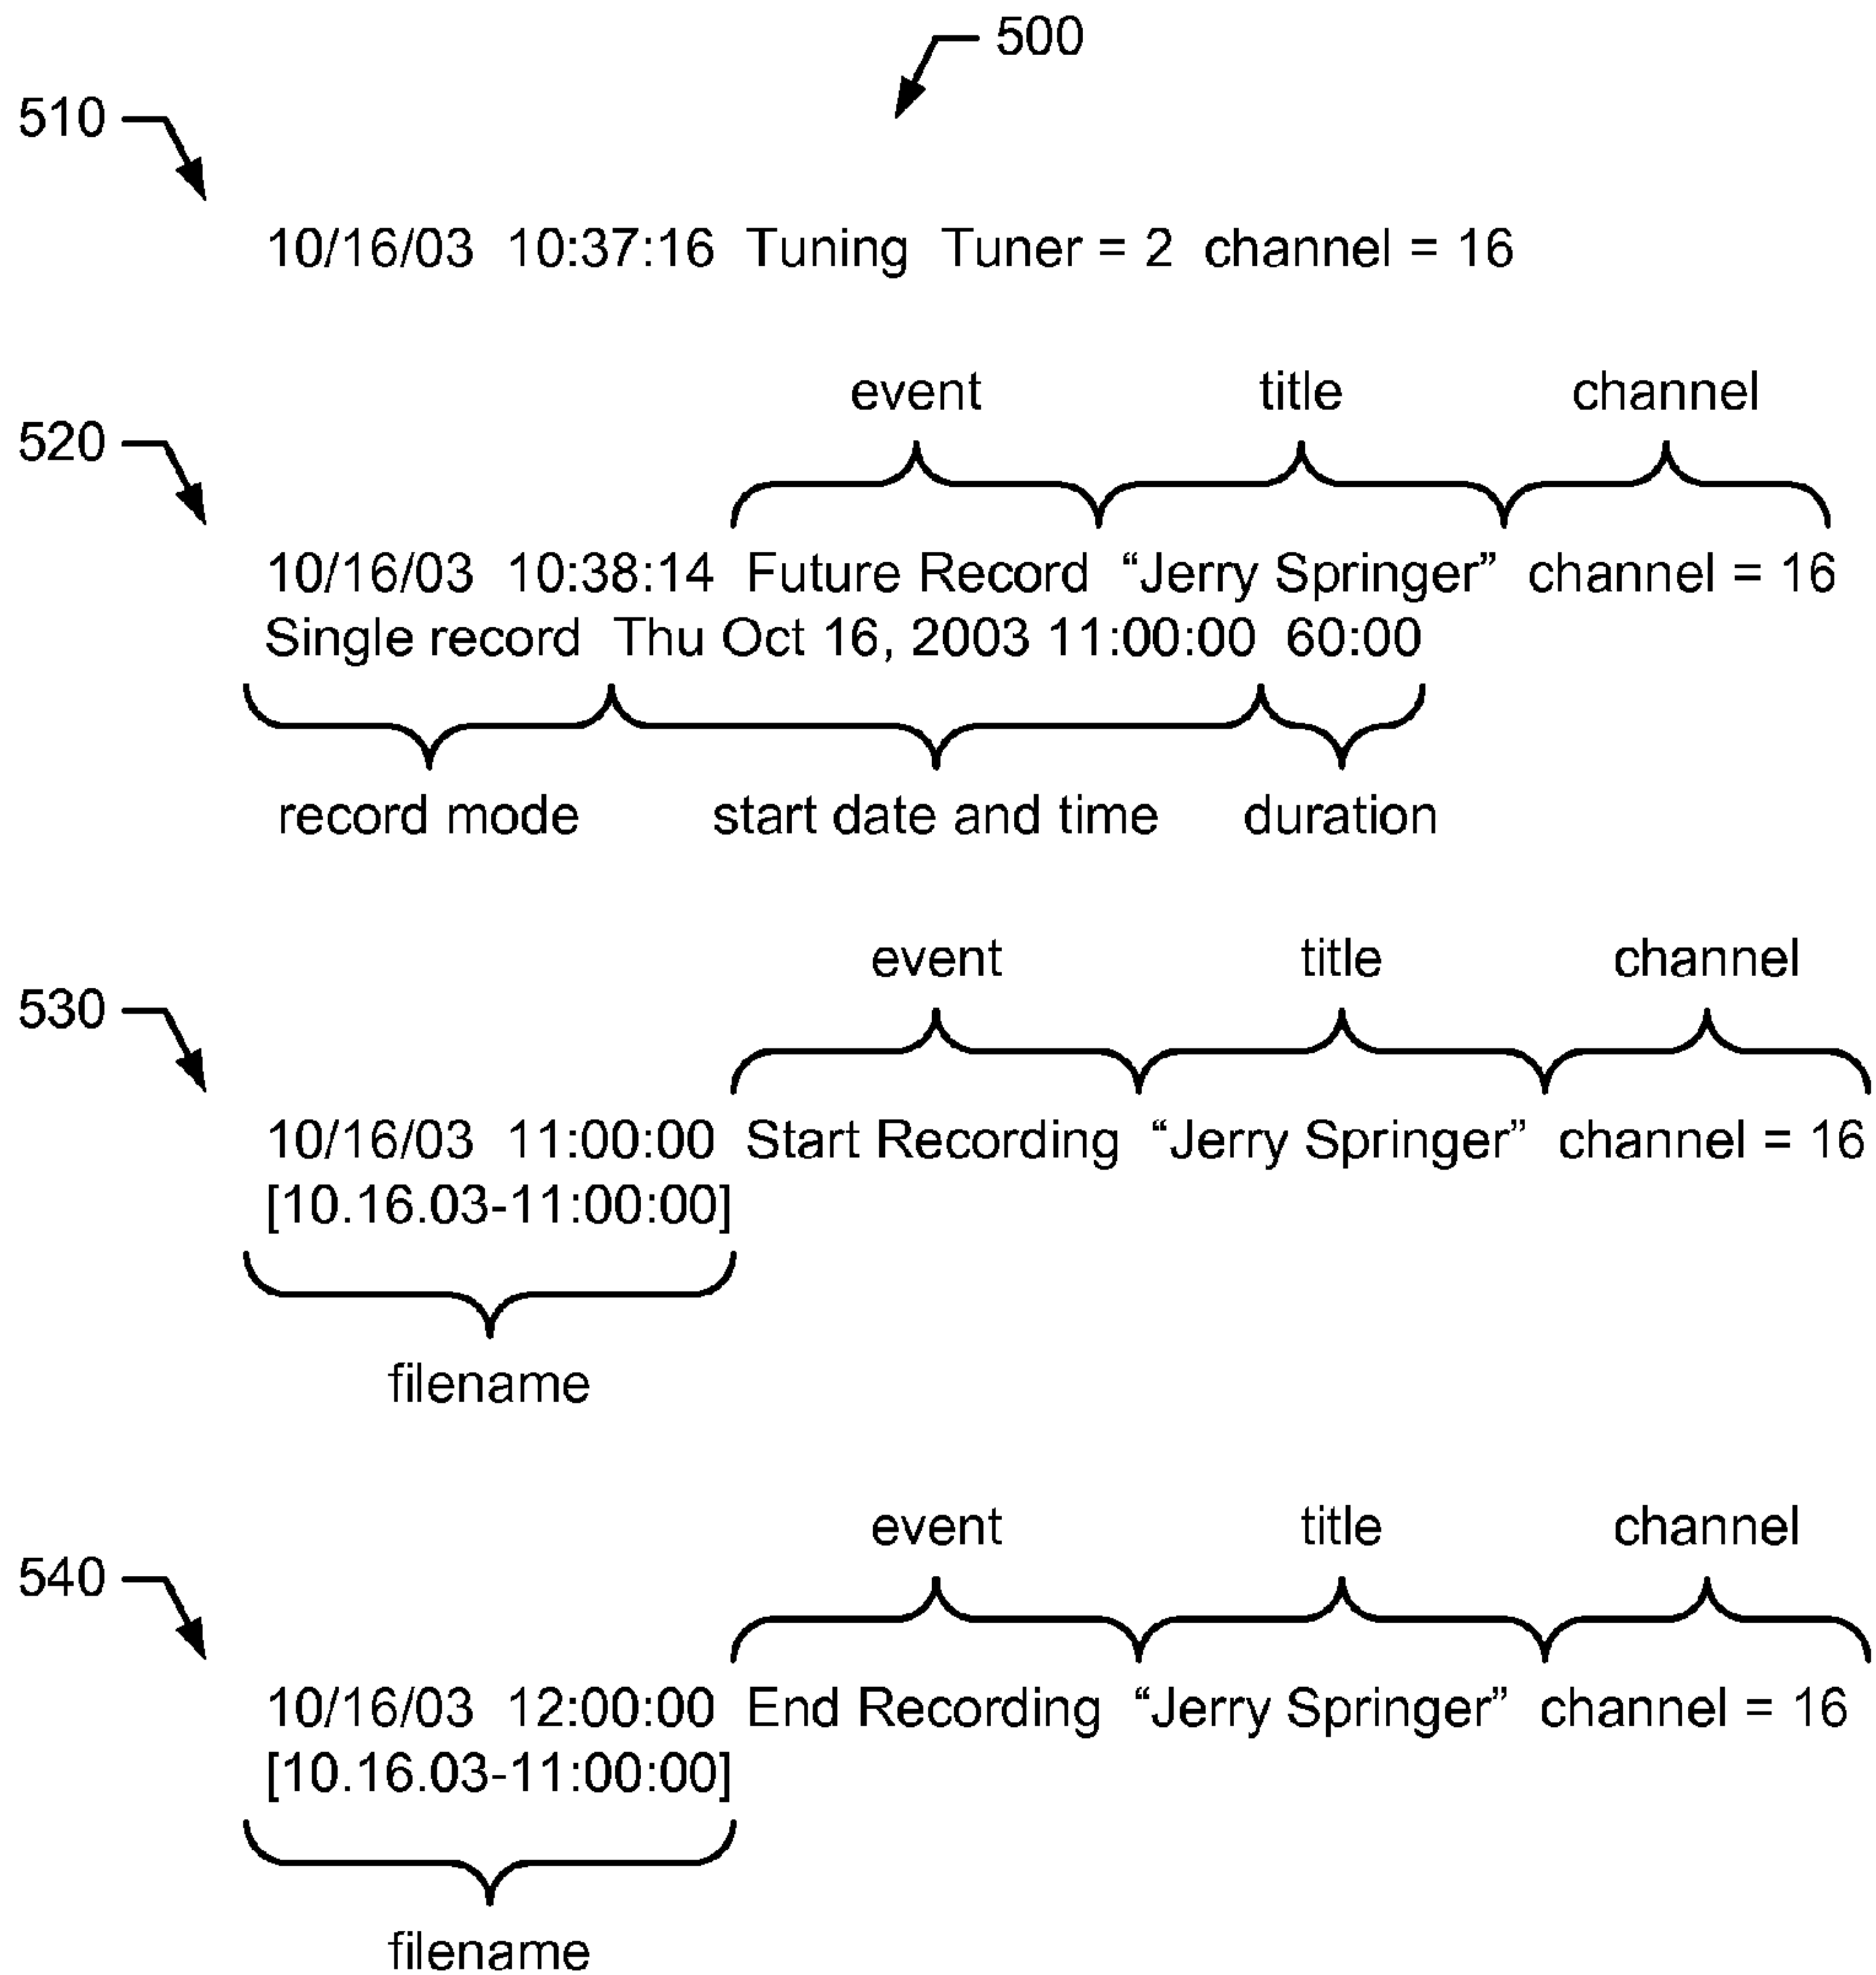 500
510
10/16/03 10:37:16 Tuning Tuner = 2 channel = 16
event title channel
520
10/16/03 10:38:14 Future Record “Jerry Springer” channel = 16
Single record Thu Oct 16, 2003 11:00:00 60:00
record mode start date and time duration
event title channel
530
10/16/03 11:00:00 Start Recording “Jerry Springer” channel = 16
[10.16.03-11:00:00]
filename
event title channel
540
10/16/03 12:00:00 End Recording “Jerry Springer” channel = 16
[10.16.03-11:00:00]
filename